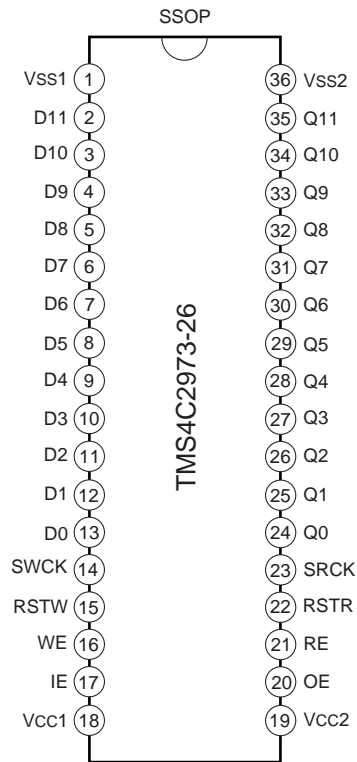 SSOP
VSS1 1 36 VSS2
D11 2 35 Q11
D10 3 34 Q10
D9 4 33 Q9
D8 5 32 Q8
D7 6 31 Q7
D6 7 30 Q6
D5 8 29 Q5
D4 9 28 Q4
D3 10 27 Q3
D2 11 26 Q2
D1 12 25 Q1
D0 13 24 Q0
SWCK 14 23 SRCK
RSTW 15 22 RSTR
WE 16 21 RE
IE 17 20 OE
VCC1 18 19 VCC2
TMS4C2973-26